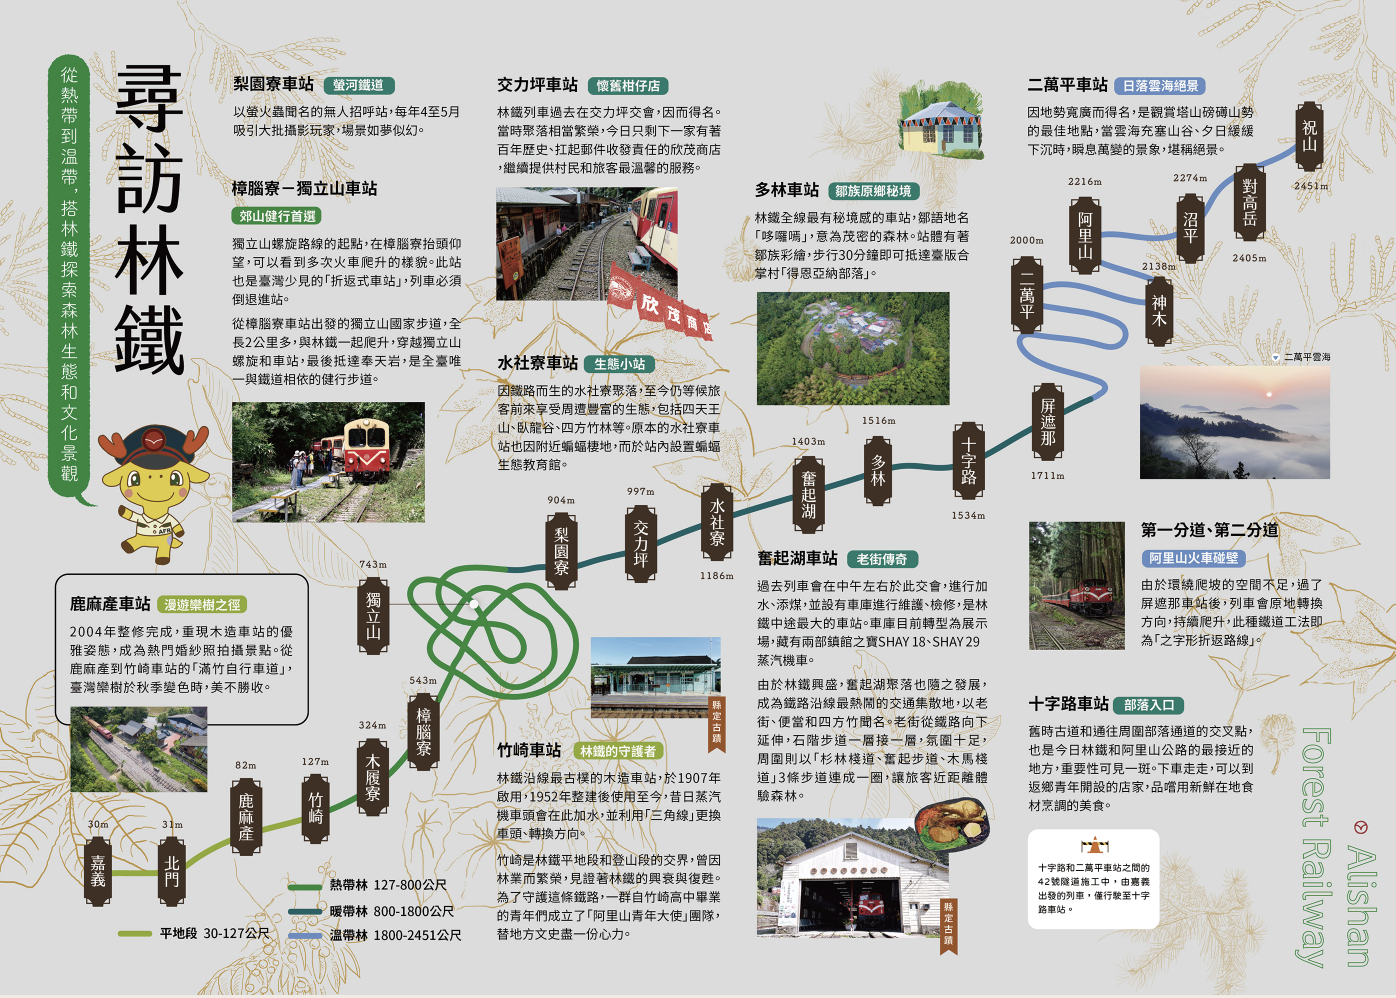 尋訪林鐵
從熱帶到溫帶，搭林鐵探索森林生態和文化景觀
梨園寮車站 螢河鐵道
以螢火蟲聞名的無人招呼站，每年4至5月
吸引大批攝影玩家，場景如夢似幻。
樟腦寮－獨立山車站
郊山健行首選
獨立山螺旋路線的起點，在樟腦寮抬頭仰
望，可以看到多次火車爬升的樣貌。此站
也是臺灣少見的「折返式車站」，列車必須
倒退進站。
從樟腦寮車站出發的獨立山國家步道，全
長2公里多，與林鐵一起爬升，穿越獨立山
螺旋和車站，最後抵達奉天岩，是全臺唯
一與鐵道相依的健行步道。
交力坪車站 懷舊柑仔店
林鐵列車過去在交力坪交會，因而得名。
當時聚落相當繁榮，今日只剩下一家有著
百年歷史、扛起郵件收發責任的欣茂商店
，繼續提供村民和旅客最溫馨的服務。
欣茂商店
水社寮車站 生態小站
因鐵路而生的水社寮聚落，至今仍等候旅
客前來享受周遭豐富的生態，包括四天王
山、臥龍谷、四方竹林等。原本的水社寮車
站也因附近蝙蝠棲地，而於站內設置蝙蝠
生態教育館。
多林車站 鄒族原鄉秘境
林鐵全線最有秘境感的車站，鄒語地名
「哆囉嘕」，意為茂密的森林。站體有著
鄒族彩繪，步行30分鐘即可抵達臺版合
掌村「得恩亞納部落」。
二萬平車站 日落雲海絕景
因地勢寬廣而得名，是觀賞塔山磅礡山勢
的最佳地點，當雲海充塞山谷、夕日緩緩
下沉時，瞬息萬變的景象，堪稱絕景。
二萬平雲海
第一分道、第二分道
阿里山火車碰壁
由於環繞爬坡的空間不足，過了
屏遮那車站後，列車會原地轉換
方向，持續爬升，此種鐵道工法即
為「之字形折返路線」。
鹿麻產車站 漫遊欒樹之徑
2004年整修完成，重現木造車站的優
雅姿態，成為熱門婚紗照拍攝景點。從
鹿麻產到竹崎車站的「滿竹自行車道」，
臺灣欒樹於秋季變色時，美不勝收。
竹崎車站 林鐵的守護者
林鐵沿線最古樸的木造車站，於1907年
啟用，1952年整建後使用至今，昔日蒸汽
機車頭會在此加水，並利用「三角線」更換
車頭、轉換方向。
竹崎是林鐵平地段和登山段的交界，曾因
林業而繁榮，見證著林鐵的興衰與復甦。
為了守護這條鐵路，一群自竹崎高中畢業
的青年們成立了「阿里山青年大使」團隊，
替地方文史盡一份心力。
縣定古蹟
奮起湖車站 老街傳奇
過去列車會在中午左右於此交會，進行加
水、添煤，並設有車庫進行維護、檢修，是林
鐵中途最大的車站。車庫目前轉型為展示
場，藏有兩部鎮館之寶SHAY 18、SHAY 29
蒸汽機車。
由於林鐵興盛，奮起湖聚落也隨之發展，
成為鐵路沿線最熱鬧的交通集散地，以老
街、便當和四方竹聞名。老街從鐵路向下
延伸，石階步道一層接一層，氛圍十足，
周圍則以「杉林棧道、奮起步道、木馬棧
道」3條步道連成一圈，讓旅客近距離體
驗森林。
縣定古蹟
十字路車站 部落入口
舊時古道和通往周圍部落通道的交叉點，
也是今日林鐵和阿里山公路的最接近的
地方，重要性可見一斑。下車走走，可以到
返鄉青年開設的店家，品嚐用新鮮在地食
材烹調的美食。
十字路和二萬平車站之間的
42號隧道施工中，由嘉義
出發的列車，僅行駛至十字
路車站。
30m
嘉義
31m
北門
82m
鹿麻產
127m
竹崎
324m
木履寮
543m
樟腦寮
743m
獨立山
904m
梨園寮
997m
交力坪
1186m
水社寮
1403m
奮起湖
1516m
多林
1534m
十字路
1711m
屏遮那
2000m
二萬平
2138m
神木
2216m
阿里山
2274m
沼平
2405m
對高岳
2451m
祝山
平地段 30-127公尺
熱帶林 127-800公尺
暖帶林 800-1800公尺
溫帶林 1800-2451公尺
Alishan
Forest Railway